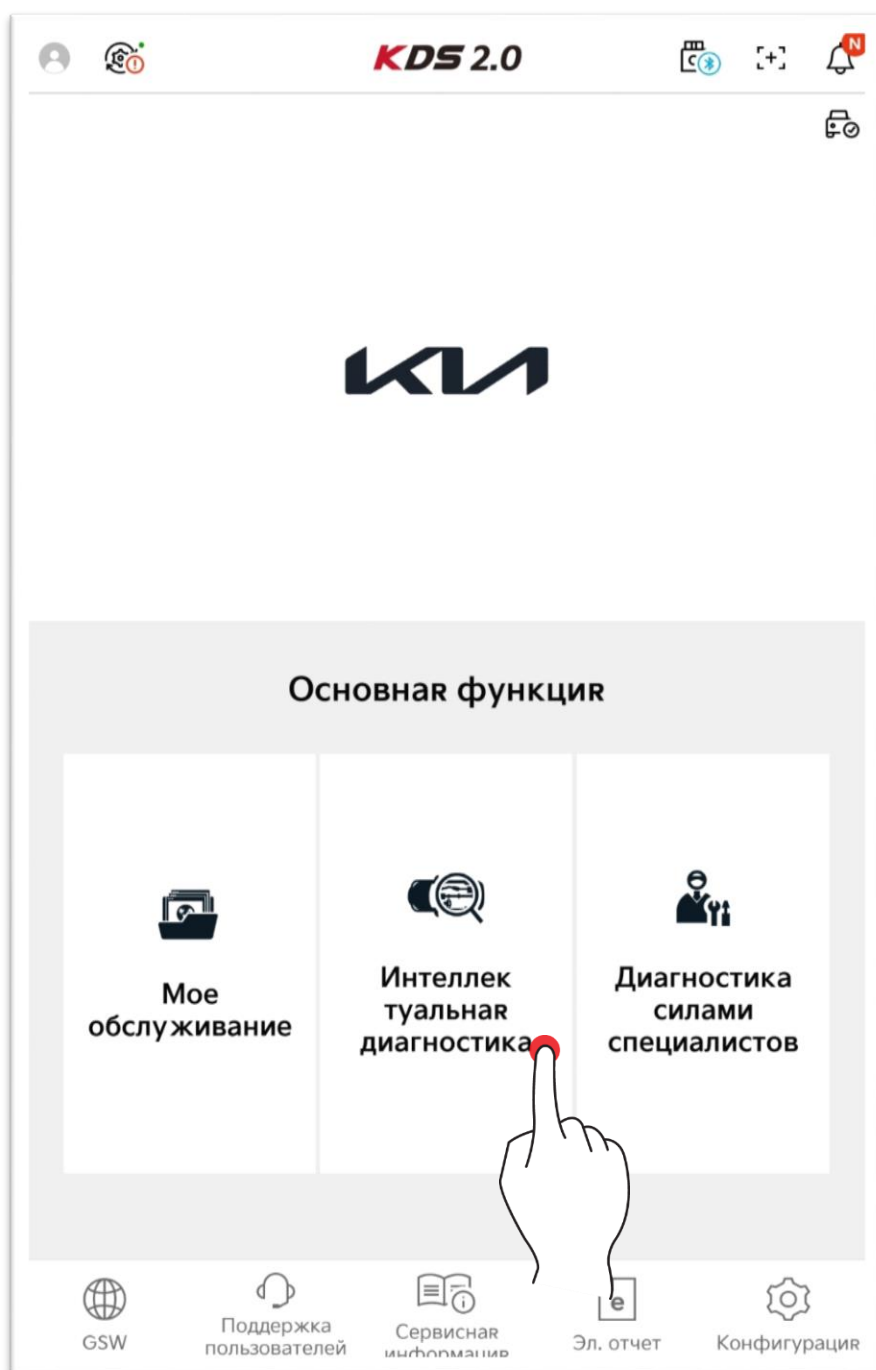 KDS 2.0
C
N
KIA
Основная функция
Мое
обслуживание
Интеллек
туальная
диагностика
Диагностика
силами
специалистов
GSW
Поддержка
пользователей
Сервисная
информация
e
Эл. отчет
Конфигурация